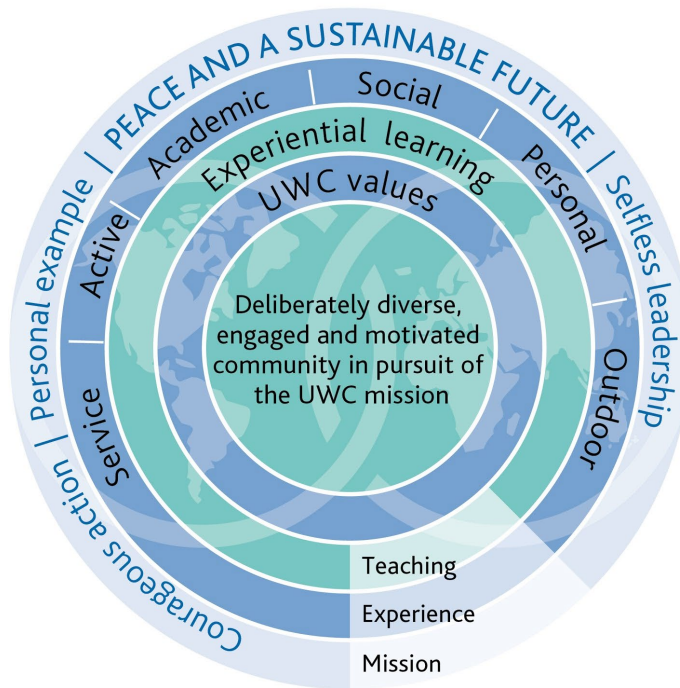 Courageous action | Personal example | PEACE AND A SUSTAINABLE FUTURE | Selfless leadership
Service
Active
Academic
Social
Personal
Outdoor
Experiential learning
UWC values
Deliberately diverse,
engaged and motivated
community in pursuit of
the UWC mission
Teaching
Experience
Mission